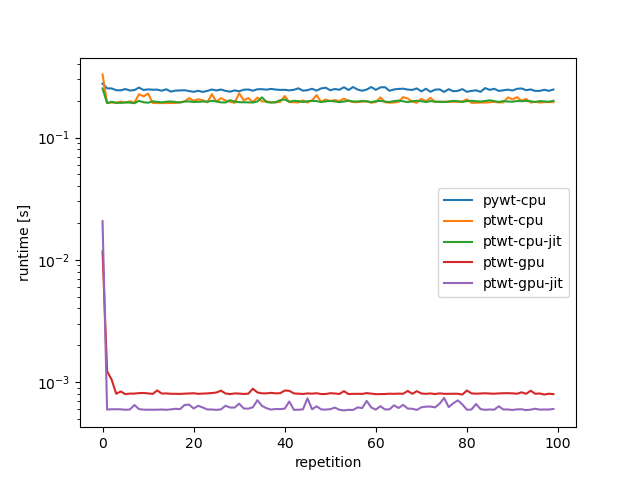 runtime [s]
10⁻¹
10⁻²
10⁻³
pywt-cpu
ptwt-cpu
ptwt-cpu-jit
ptwt-gpu
ptwt-gpu-jit
0 20 40 60 80 100
repetition